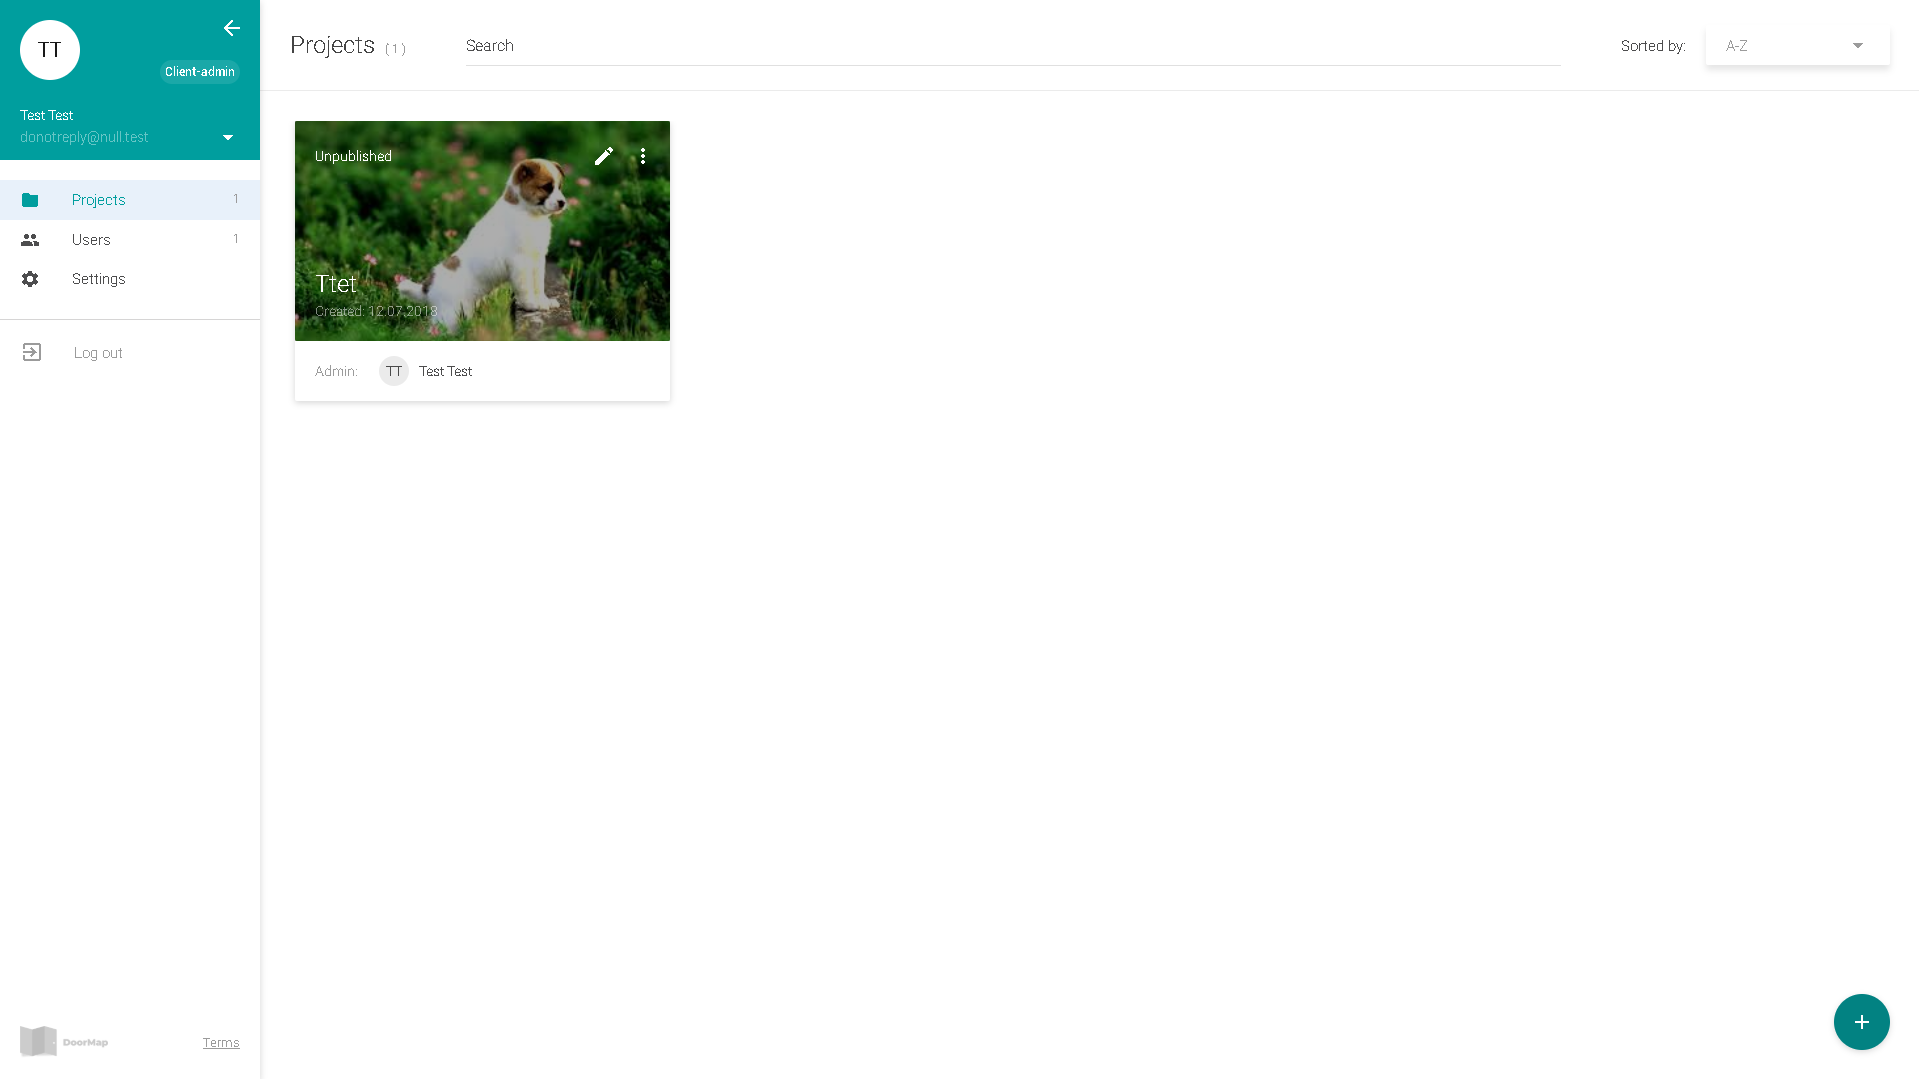 TT
Client-admin
Test Test
donotreply@null.test
Projects 1
Users 1
Settings
Log out
DoorMap
Terms
Projects ( 1 )
Search
Sorted by:
A-Z
Unpublished
Ttet
Created: 12.07.2018
Admin:
TT
Test Test